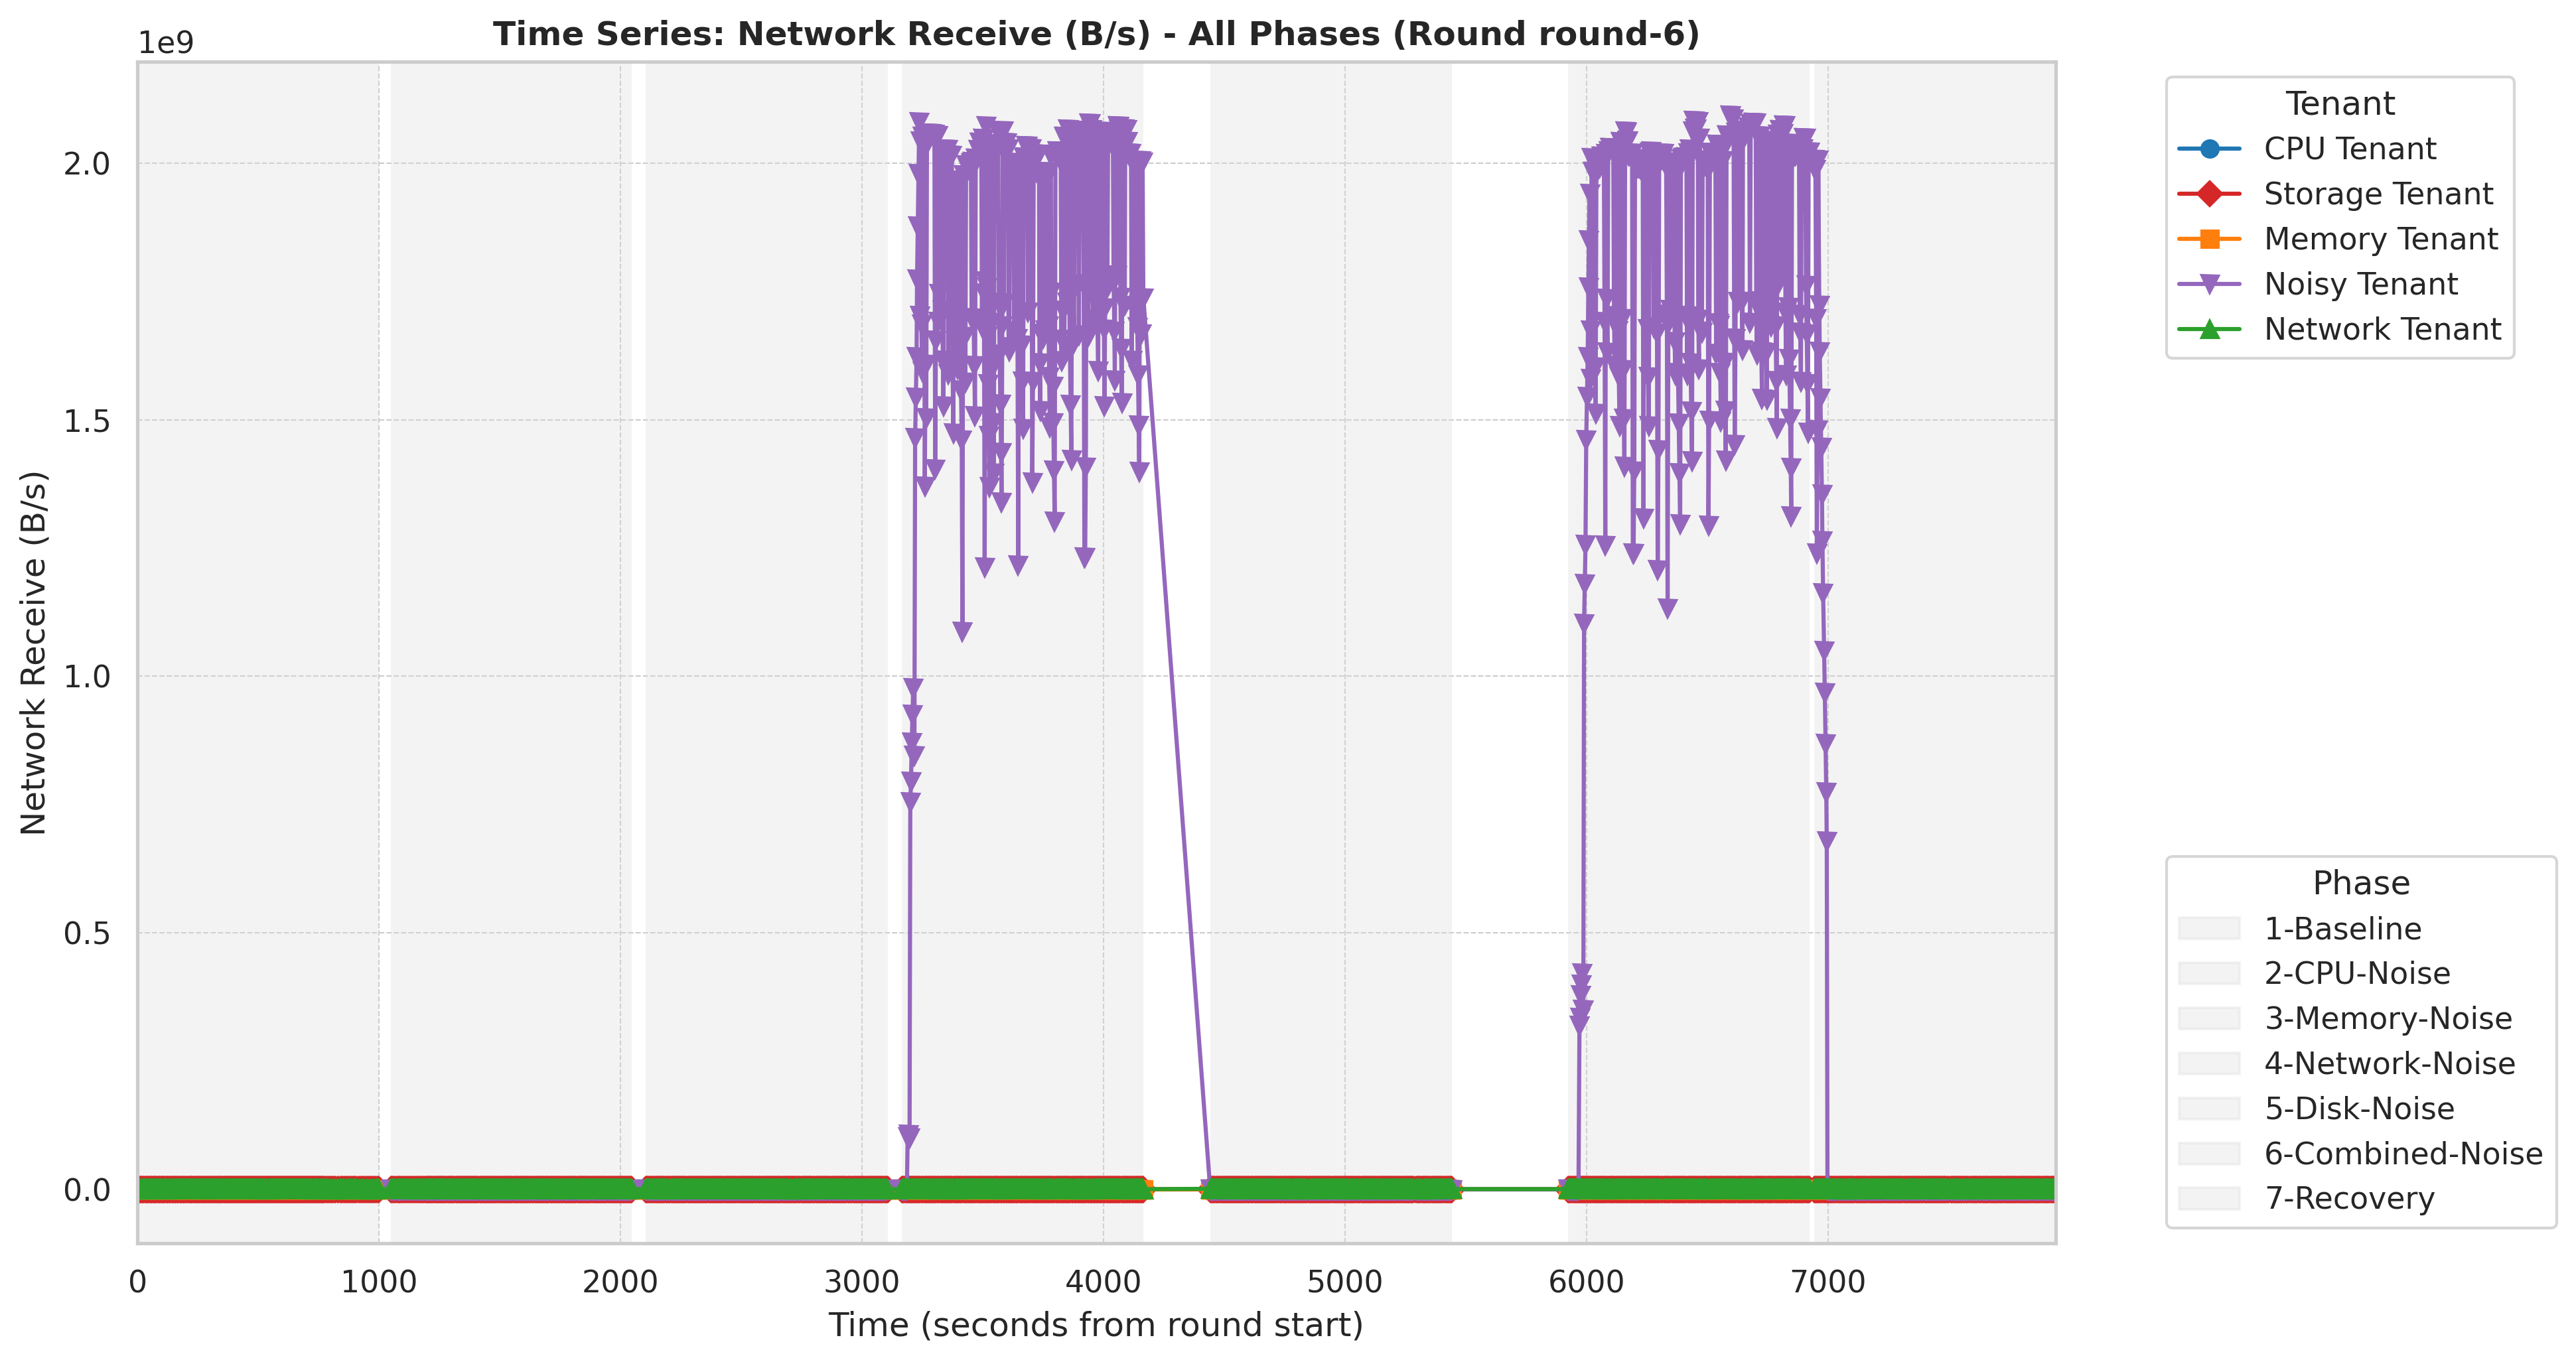 Time Series: Network Receive (B/s) - All Phases (Round round-6)
1e9
2.0
1.5
1.0
0.5
0.0
Network Receive (B/s)
0 1000 2000 3000 4000 5000 6000 7000
Time (seconds from round start)
Tenant
CPU Tenant
Storage Tenant
Memory Tenant
Noisy Tenant
Network Tenant
Phase
1-Baseline
2-CPU-Noise
3-Memory-Noise
4-Network-Noise
5-Disk-Noise
6-Combined-Noise
7-Recovery